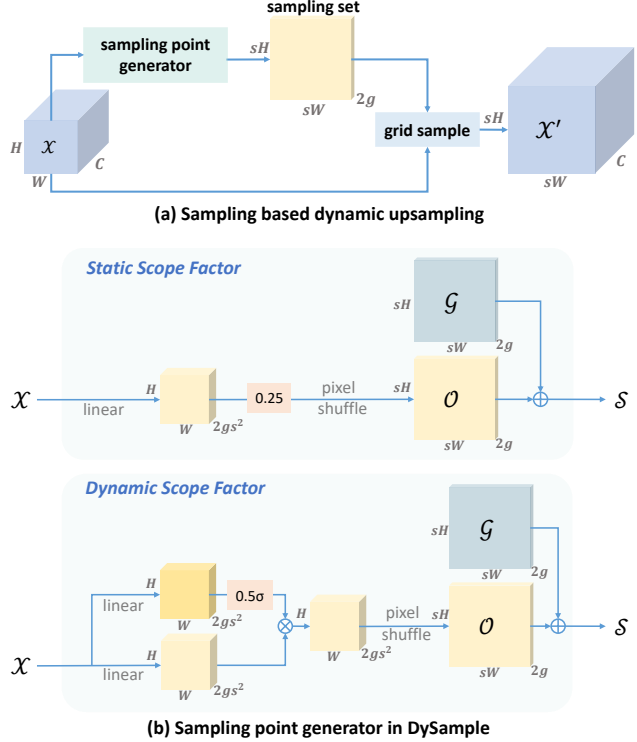 sampling set
sampling point
generator
sH
sW
2g
H
𝒳
W
C
grid sample
sH
𝒳′
sW
C
(a) Sampling based dynamic upsampling
Static Scope Factor
sH
𝒢
sW
2g
𝒳
linear
H
W
2gs²
0.25
pixel
shuffle
sH
𝒪
sW
2g
𝒮
Dynamic Scope Factor
sH
𝒢
sW
2g
linear
H
W
2gs²
0.5σ
𝒳
linear
H
W
2gs²
H
W
2gs²
pixel
shuffle
sH
𝒪
sW
2g
𝒮
(b) Sampling point generator in DySample